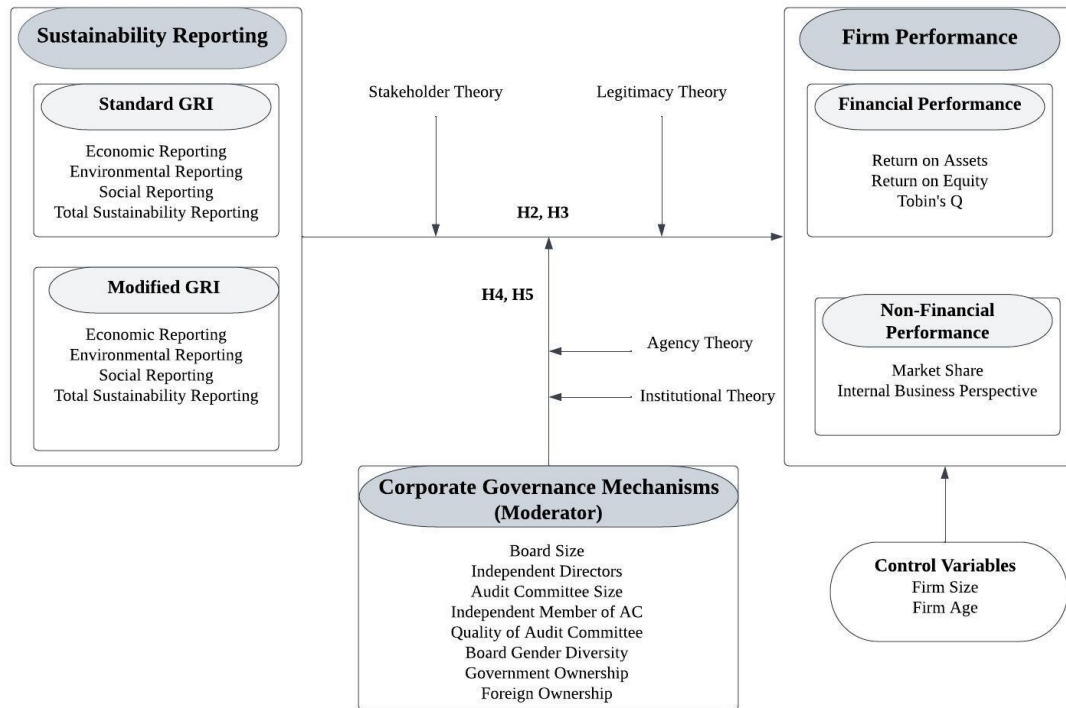 Sustainability Reporting
Standard GRI
Economic Reporting
Environmental Reporting
Social Reporting
Total Sustainability Reporting
Modified GRI
Economic Reporting
Environmental Reporting
Social Reporting
Total Sustainability Reporting
Stakeholder Theory
Legitimacy Theory
H2, H3
H4, H5
Agency Theory
Institutional Theory
Corporate Governance Mechanisms
(Moderator)
Board Size
Independent Directors
Audit Committee Size
Independent Member of AC
Quality of Audit Committee
Board Gender Diversity
Government Ownership
Foreign Ownership
Firm Performance
Financial Performance
Return on Assets
Return on Equity
Tobin's Q
Non-Financial
Performance
Market Share
Internal Business Perspective
Control Variables
Firm Size
Firm Age